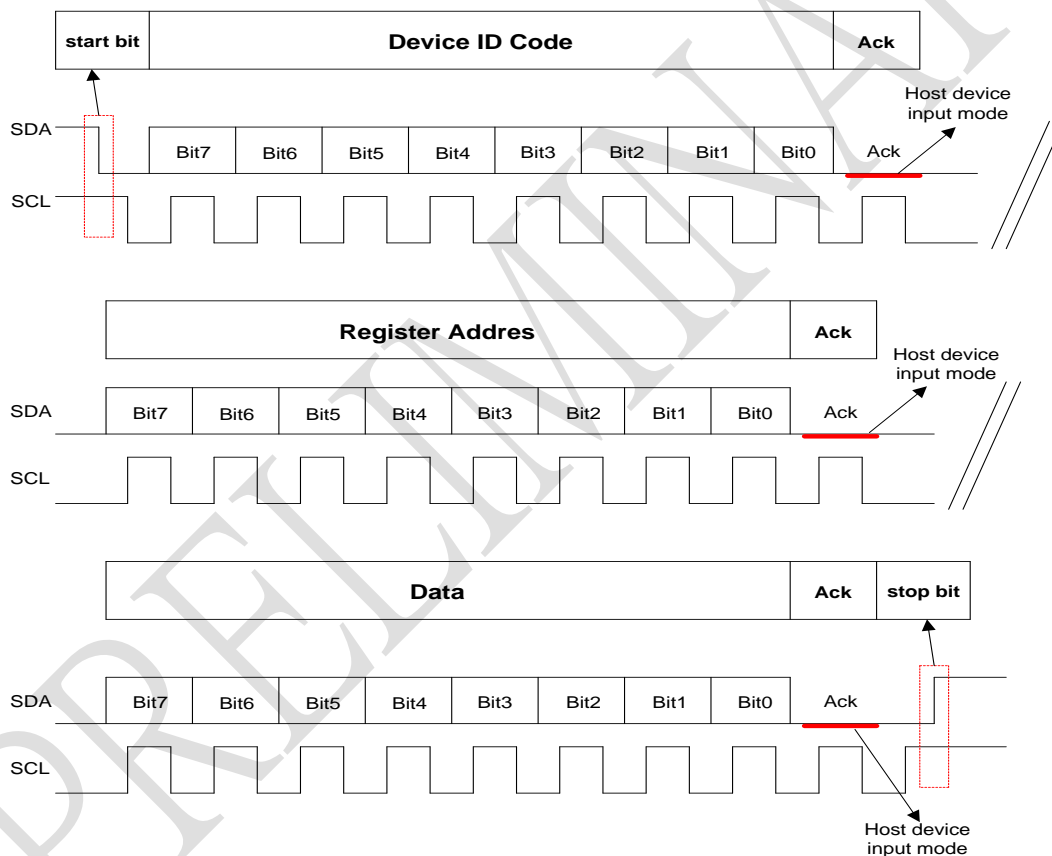 start bit Device ID Code Ack
Host device
input mode
SDA
Bit7 Bit6 Bit5 Bit4 Bit3 Bit2 Bit1 Bit0 Ack
SCL
Register Addres Ack
Host device
input mode
SDA
Bit7 Bit6 Bit5 Bit4 Bit3 Bit2 Bit1 Bit0 Ack
SCL
Data Ack stop bit
SDA
Bit7 Bit6 Bit5 Bit4 Bit3 Bit2 Bit1 Bit0 Ack
SCL
Host device
input mode
PRELIMINA